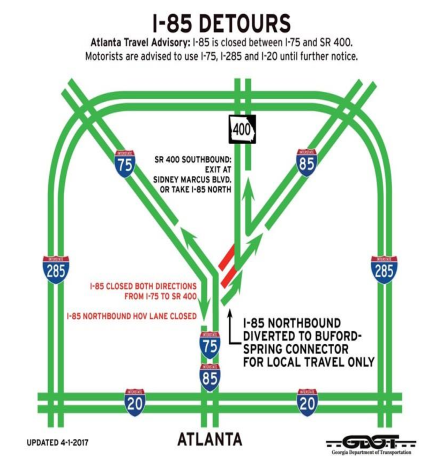 I-85 DETOURS
Atlanta Travel Advisory: I-85 is closed between I-75 and SR 400.
Motorists are advised to use I-75, I-285 and I-20 until further notice.
400
75
SR 400 SOUTHBOUND:
EXIT AT
SIDNEY MARCUS BLVD.
OR TAKE I-85 NORTH
85
285
285
I-85 CLOSED BOTH DIRECTIONS
FROM I-75 TO SR 400
I-85 NORTHBOUND HOV LANE CLOSED
I-85 NORTHBOUND
DIVERTED TO BUFORD-
SPRING CONNECTOR
FOR LOCAL TRAVEL ONLY
75
85
20
20
UPDATED 4-1-2017
ATLANTA
GDOT
Georgia Department of Transportation